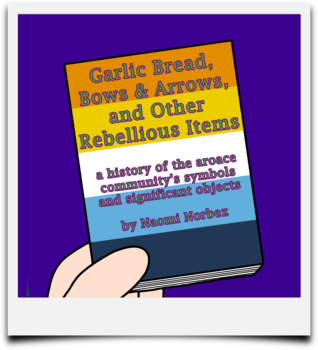 Garlic Bread,
Bows & Arrows,
and Other
Rebellious Items
a history of the aroace
community's symbols
and significant objects
by Naomi Norbez